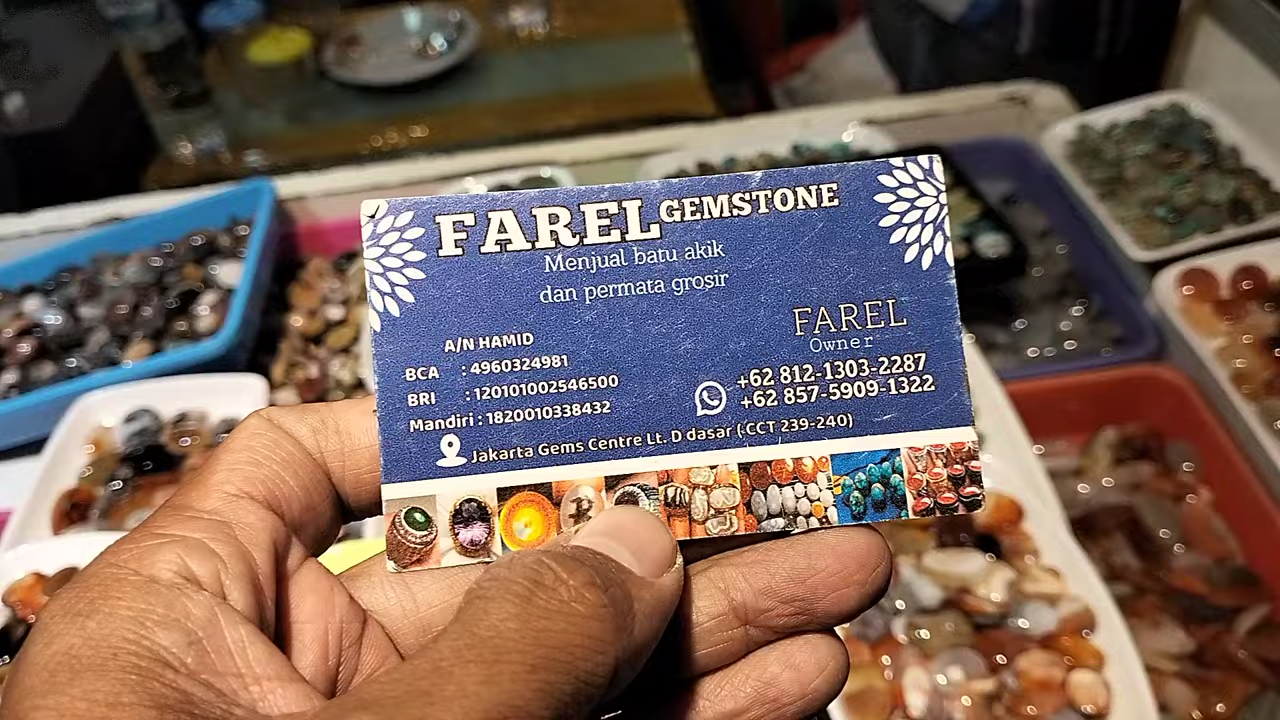 FAREL GEMSTONE
Menjual batu akik
dan permata grosir
A/N HAMID
BCA : 4960324981
BRI : 120101002546500
Mandiri : 1820010338432
FAREL
Owner
+62 812-1303-2287
+62 857-5909-1322
Jakarta Gems Centre Lt. D dasar (.CCT 239-240)